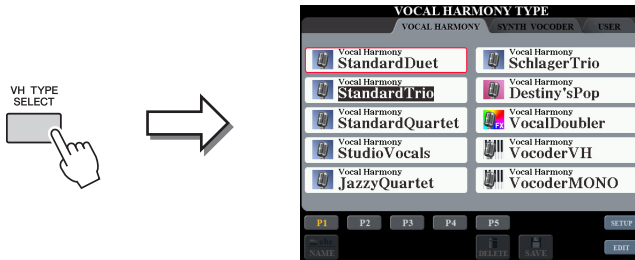 VH TYPE
SELECT
VOCAL HARMONY TYPE
VOCAL HARMONY SYNTH VOCODER USER
Vocal Harmony
StandardDuet
Vocal Harmony
SchlagerTrio
Vocal Harmony
StandardTrio
Vocal Harmony
Destiny'sPop
Vocal Harmony
StandardQuartet
Vocal Harmony
VocalDoubler
FX
Vocal Harmony
StudioVocals
Vocal Harmony
VocoderVH
Vocal Harmony
JazzyQuartet
Vocal Harmony
VocoderMONO
P1 P2 P3 P4 P5 SETUP
NAME DELETE SAVE EDIT